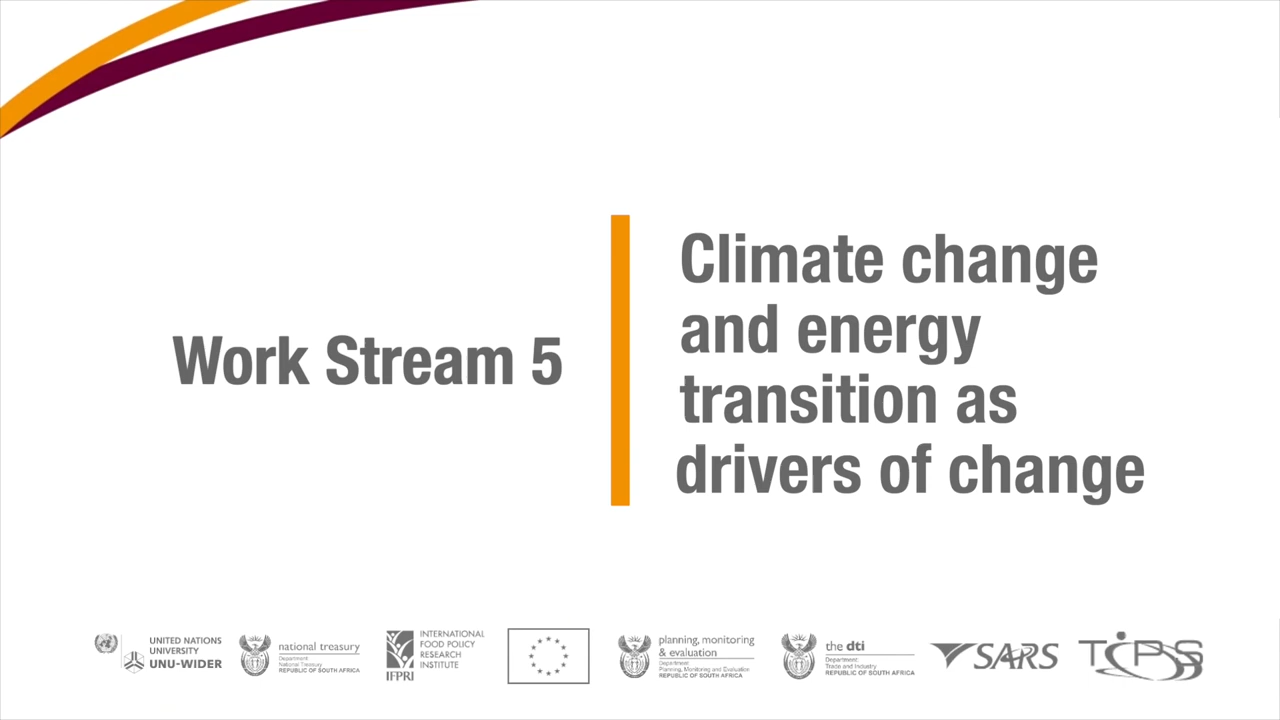 Work Stream 5
Climate change
and energy
transition as
drivers of change
UNITED NATIONS
UNIVERSITY
UNU-WIDER
national treasury
Department:
National Treasury
REPUBLIC OF SOUTH AFRICA
INTERNATIONAL
FOOD POLICY
RESEARCH
INSTITUTE
IFPRI
planning, monitoring
& evaluation
Department:
Planning, Monitoring and Evaluation
REPUBLIC OF SOUTH AFRICA
the dti
Department:
Trade and Industry
REPUBLIC OF SOUTH AFRICA
SARS
TIPS